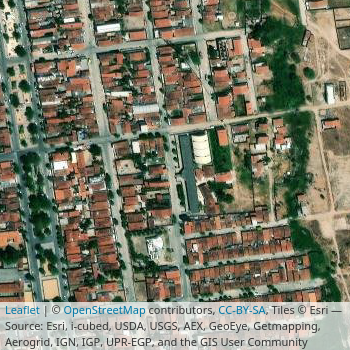 Leaflet | © OpenStreetMap contributors, CC-BY-SA, Tiles © Esri —
Source: Esri, i-cubed, USDA, USGS, AEX, GeoEye, Getmapping,
Aerogrid, IGN, IGP, UPR-EGP, and the GIS User Community